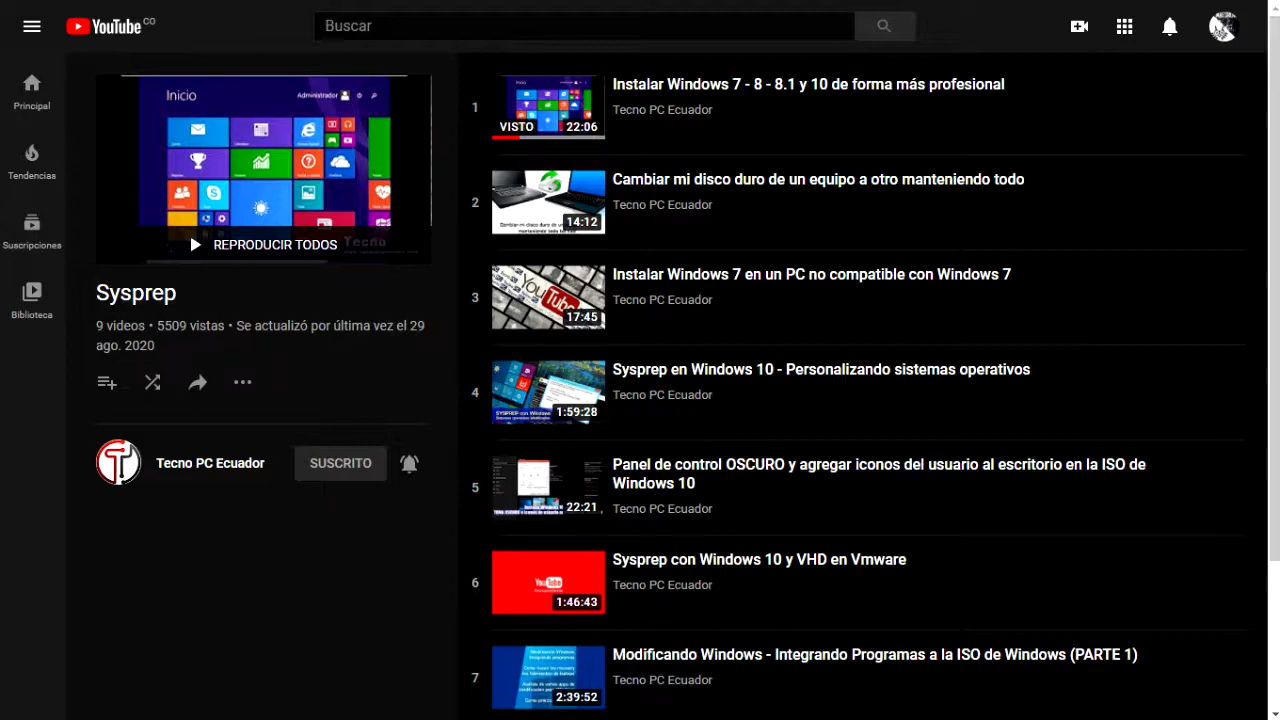 YouTube CO
Buscar
Principal
Tendencias
Suscripciones
Biblioteca
Inicio
Administrador
Tecno
REPRODUCIR TODOS
Sysprep
9 videos • 5509 vistas • Se actualizó por última vez el 29
ago. 2020
Tecno PC Ecuador
SUSCRITO
1
VISTO 22:06
Instalar Windows 7 - 8 - 8.1 y 10 de forma más profesional
Tecno PC Ecuador
2
14:12
Cambiar mi disco duro de un equipo a otro manteniendo todo
Tecno PC Ecuador
3
You Tube
17:45
Instalar Windows 7 en un PC no compatible con Windows 7
Tecno PC Ecuador
4
SYSPREP con Windows
1:59:28
Sysprep en Windows 10 - Personalizando sistemas operativos
Tecno PC Ecuador
5
22:21
Panel de control OSCURO y agregar iconos del usuario al escritorio en la ISO de
Windows 10
Tecno PC Ecuador
6
YouTube
1:46:43
Sysprep con Windows 10 y VHD en Vmware
Tecno PC Ecuador
7
2:39:52
Modificando Windows - Integrando Programas a la ISO de Windows (PARTE 1)
Tecno PC Ecuador